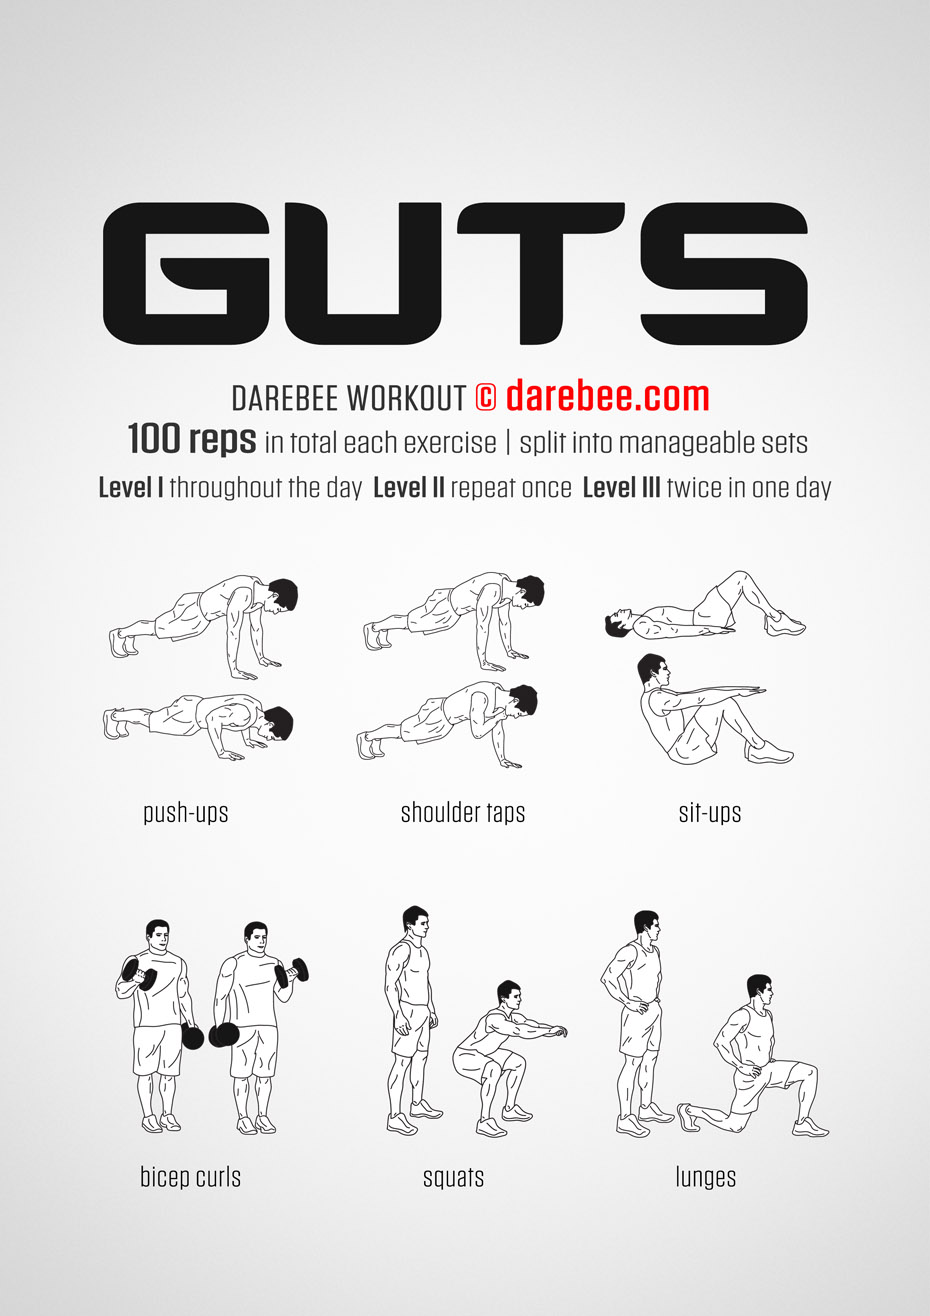 GUTS
DAREBEE WORKOUT © darebee.com
100 reps in total each exercise | split into manageable sets
Level I throughout the day Level II repeat once Level III twice in one day
push-ups shoulder taps sit-ups
bicep curls squats lunges